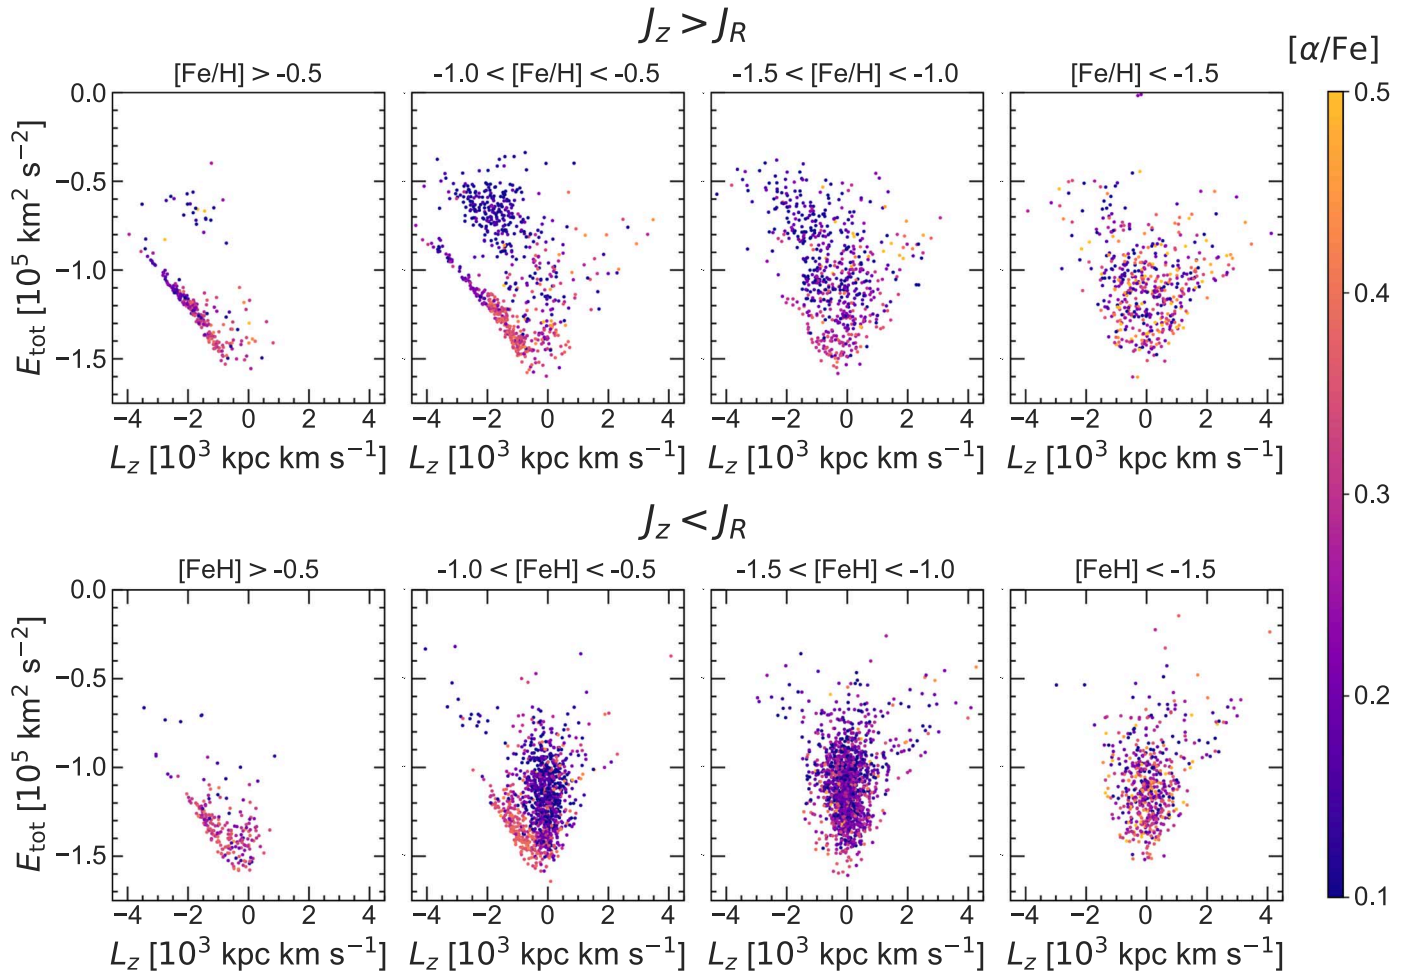 J_z > J_R
[α/Fe]
[Fe/H] > -0.5
-1.0 < [Fe/H] < -0.5
-1.5 < [Fe/H] < -1.0
[Fe/H] < -1.5
0.0
−0.5
−1.0
−1.5
E_tot [10^5 km^2 s^−2]
−4 −2 0 2 4
−4 −2 0 2 4
−4 −2 0 2 4
−4 −2 0 2 4
L_z [10^3 kpc km s^−1]
L_z [10^3 kpc km s^−1]
L_z [10^3 kpc km s^−1]
L_z [10^3 kpc km s^−1]
J_z < J_R
[FeH] > -0.5
-1.0 < [FeH] < -0.5
-1.5 < [FeH] < -1.0
[FeH] < -1.5
0.0
−0.5
−1.0
−1.5
E_tot [10^5 km^2 s^−2]
−4 −2 0 2 4
−4 −2 0 2 4
−4 −2 0 2 4
−4 −2 0 2 4
L_z [10^3 kpc km s^−1]
L_z [10^3 kpc km s^−1]
L_z [10^3 kpc km s^−1]
L_z [10^3 kpc km s^−1]
0.5
0.4
0.3
0.2
0.1